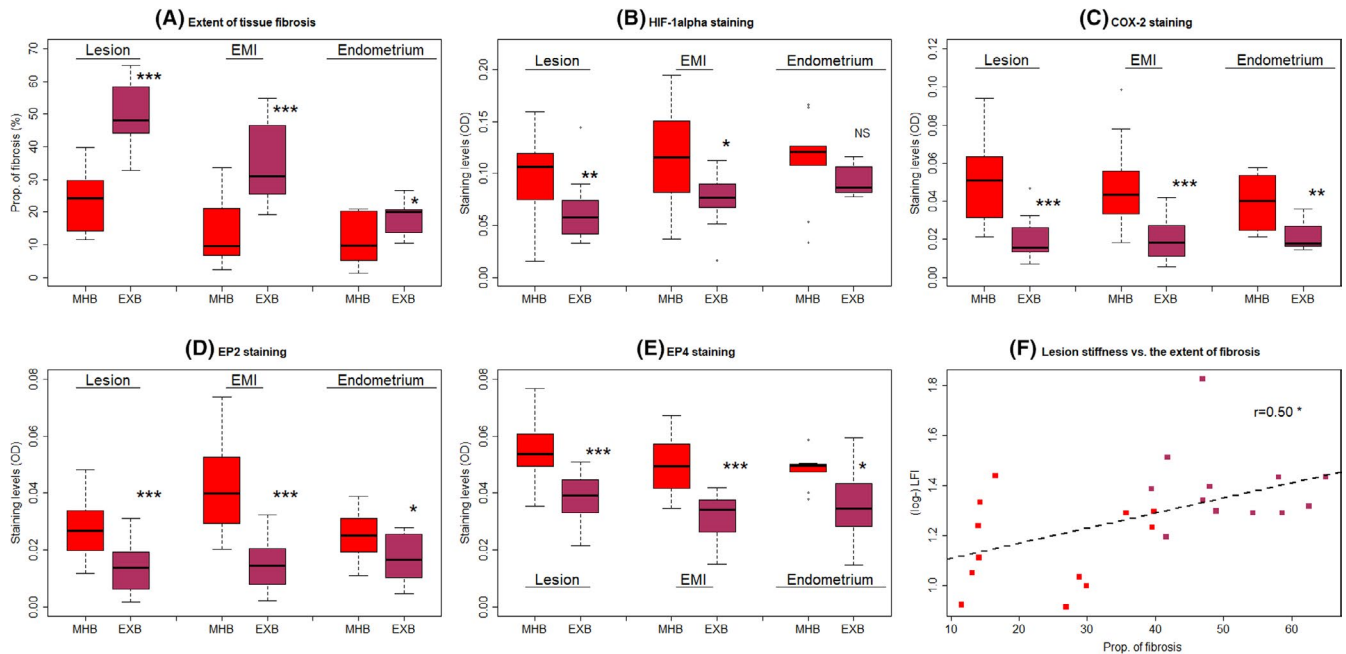 (A) Extent of tissue fibrosis
Lesion EMI Endometrium
Prop. of fibrosis (%)
0 10 20 30 40 50 60 70
*** *** *
MHB EXB MHB EXB MHB EXB
(B) HIF-1alpha staining
Lesion EMI Endometrium
Staining levels (OD)
0.00 0.05 0.10 0.15 0.20
** * NS
MHB EXB MHB EXB MHB EXB
(C) COX-2 staining
Lesion EMI Endometrium
Staining levels (OD)
0.00 0.02 0.04 0.06 0.08 0.10 0.12
*** *** **
MHB EXB MHB EXB MHB EXB
(D) EP2 staining
Lesion EMI Endometrium
Staining levels (OD)
0.00 0.02 0.04 0.06 0.08
*** *** *
MHB EXB MHB EXB MHB EXB
(E) EP4 staining
Staining levels (OD)
0.00 0.02 0.04 0.06 0.08
*** *** *
Lesion EMI Endometrium
MHB EXB MHB EXB MHB EXB
(F) Lesion stiffness vs. the extent of fibrosis
(log-) LFI
1.0 1.2 1.4 1.6 1.8
r=0.50 *
10 20 30 40 50 60
Prop. of fibrosis